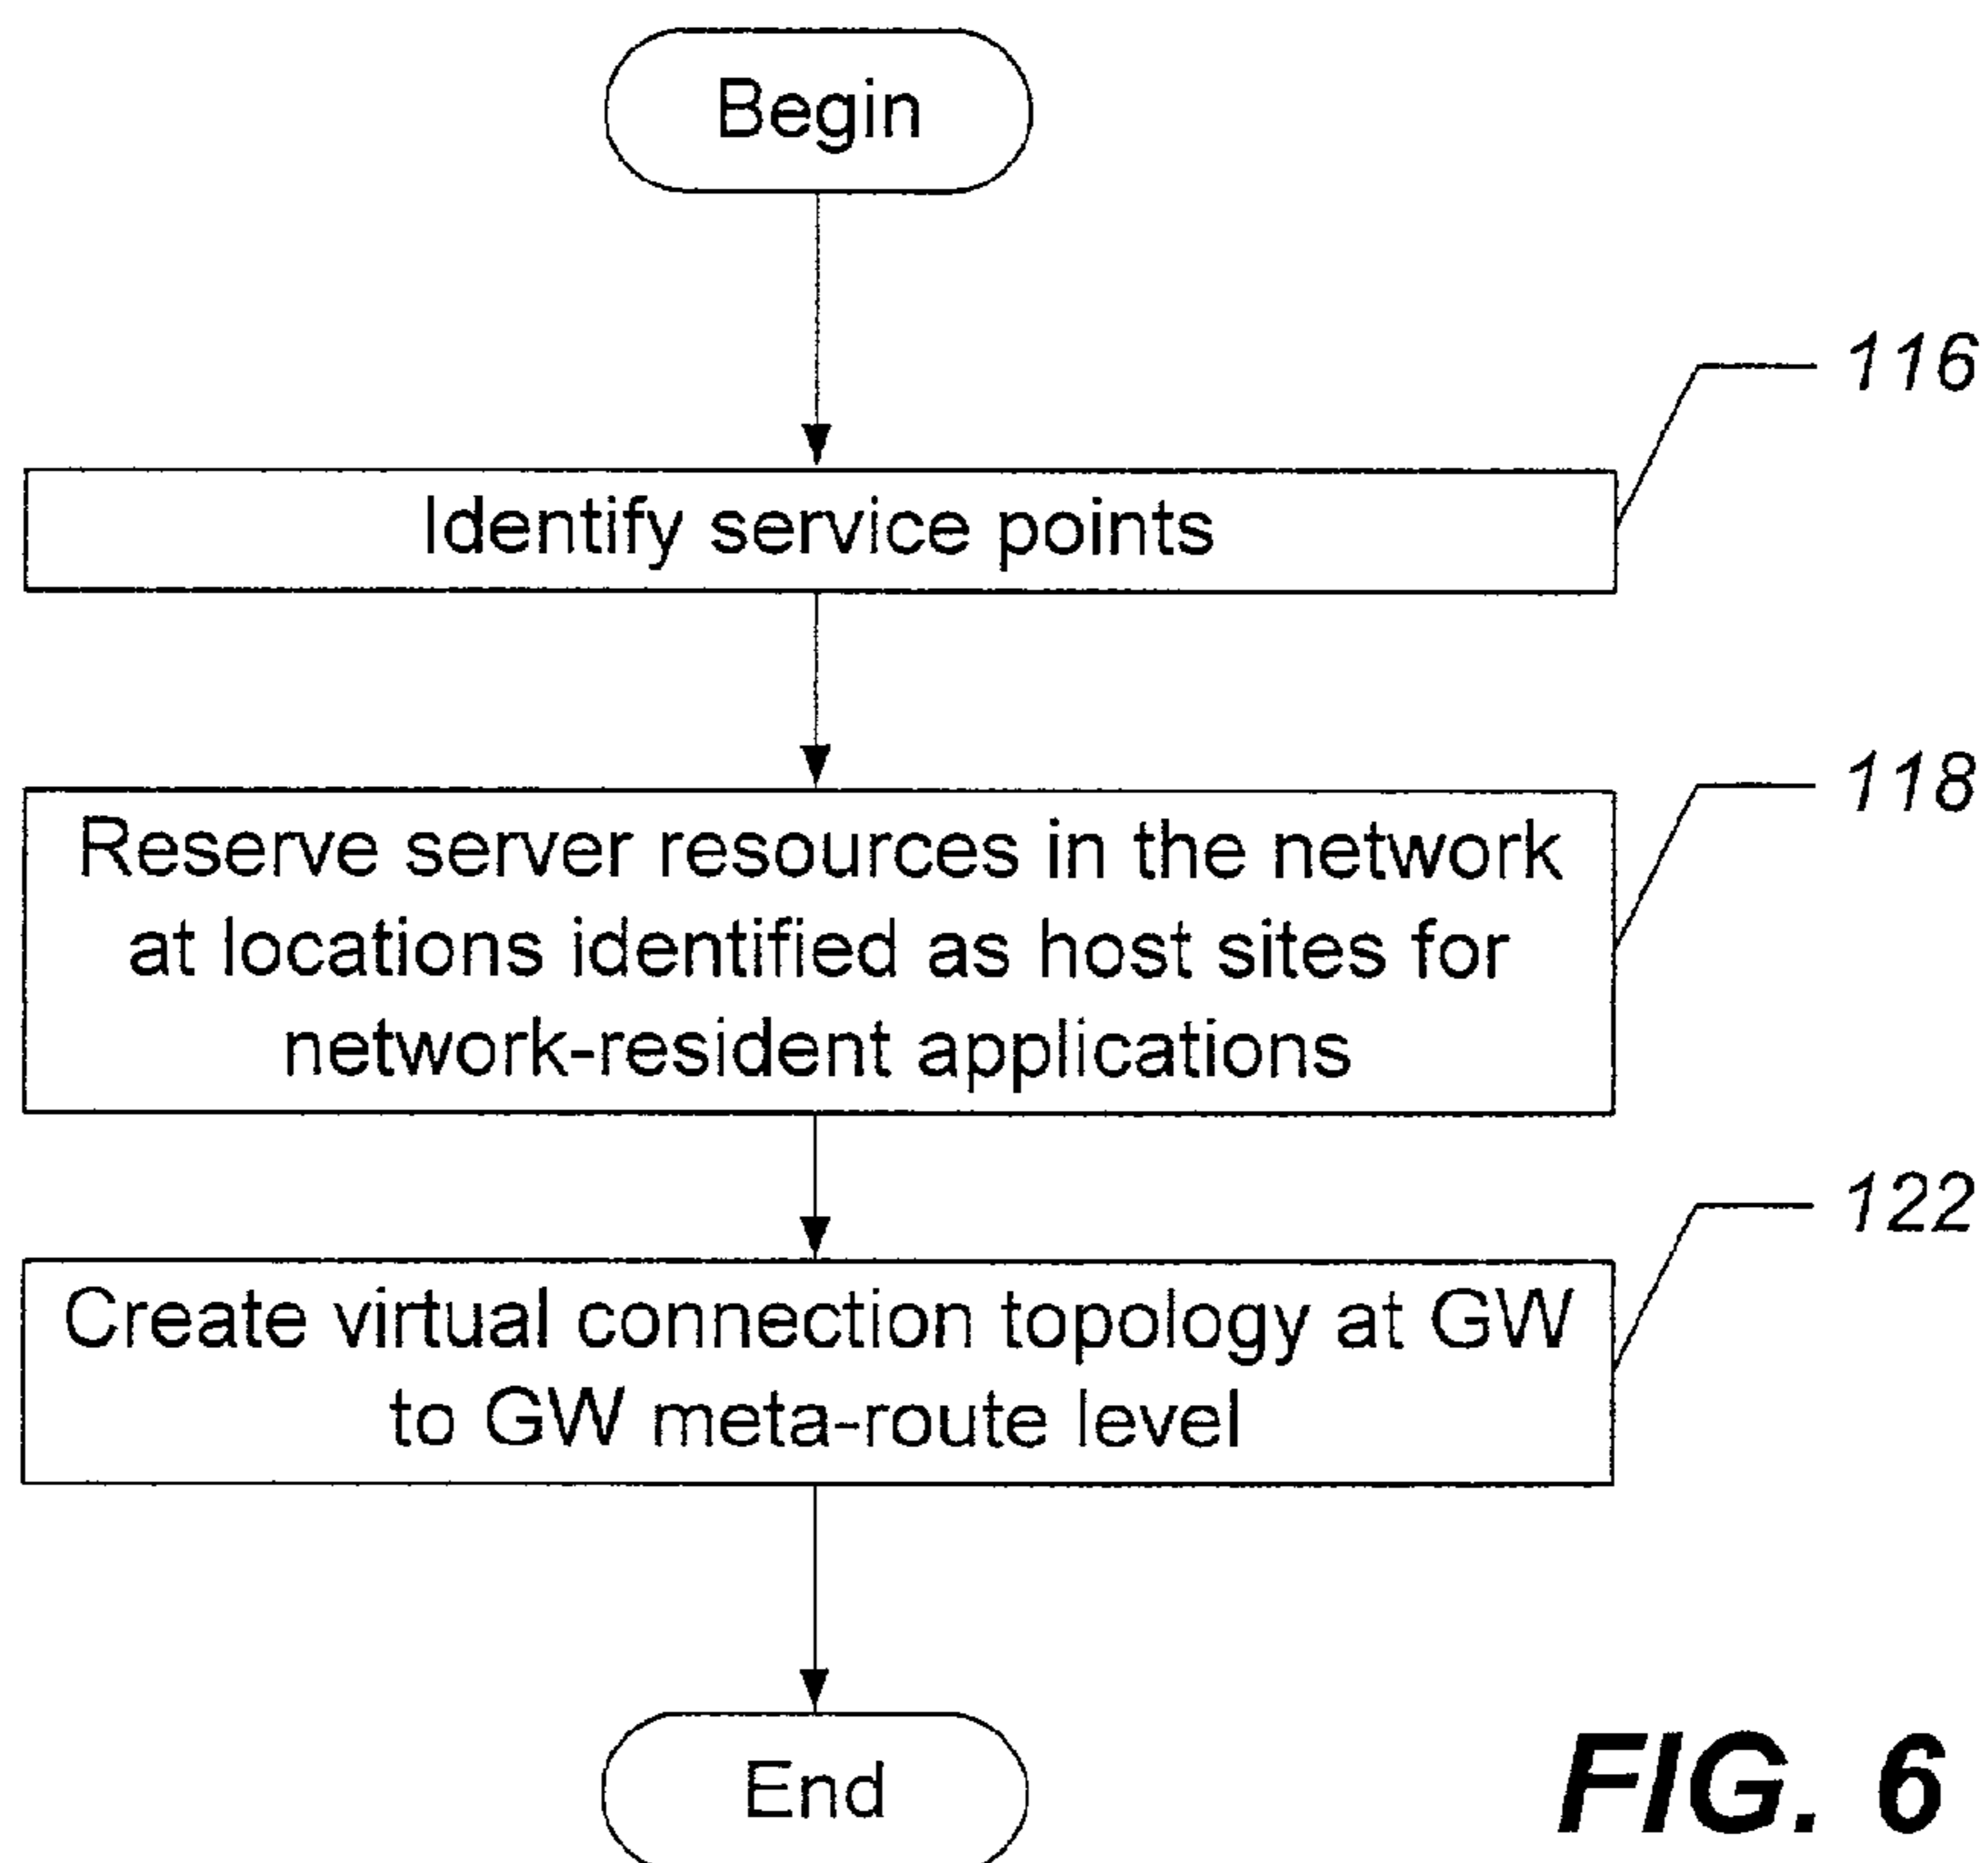 Begin
116
Identify service points
118
Reserve server resources in the network
at locations identified as host sites for
network-resident applications
122
Create virtual connection topology at GW
to GW meta-route level
End
FIG. 6